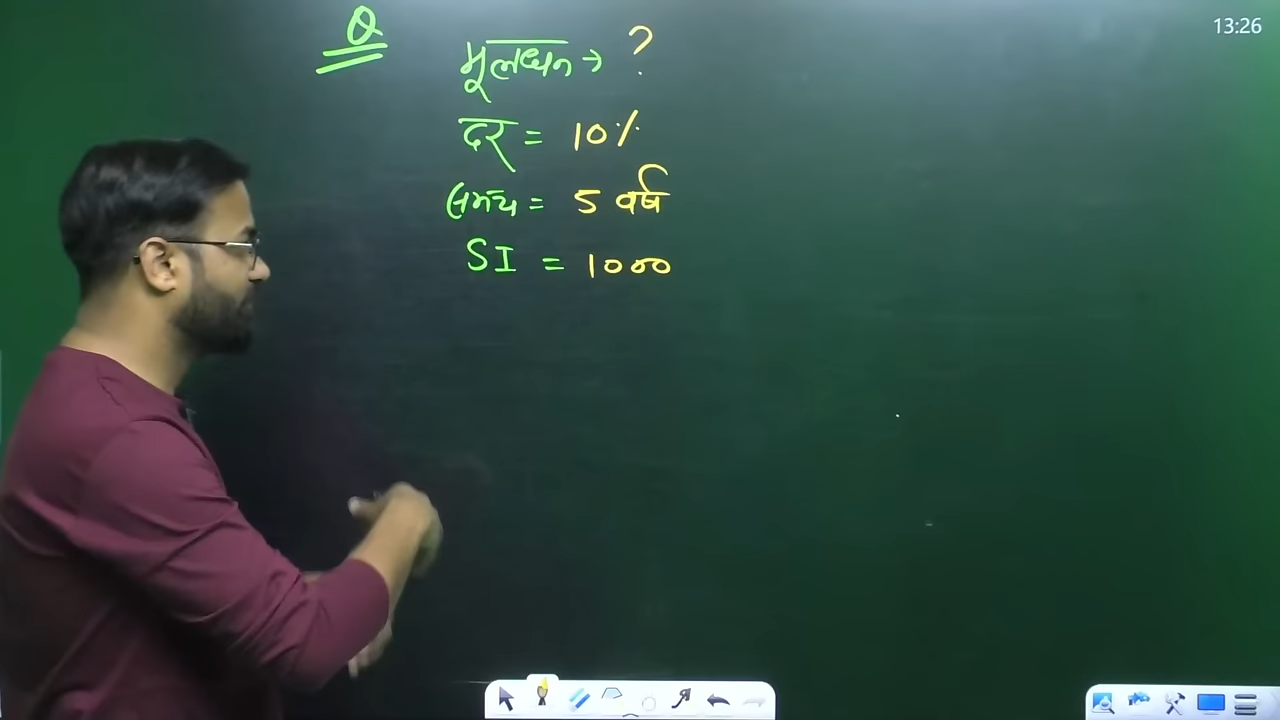 Q
मूलधन → ?
दर = 10%
समय = 5 वर्ष
SI = 1000
13:26